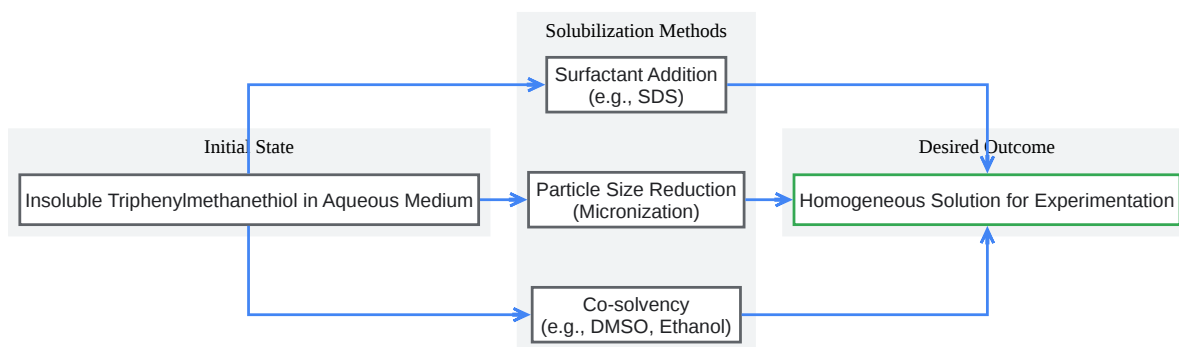 Solubilization Methods
Surfactant Addition
(e.g., SDS)
Initial State
Desired Outcome
Insoluble Triphenylmethanethiol in Aqueous Medium
Particle Size Reduction
(Micronization)
Homogeneous Solution for Experimentation
Co-solvency
(e.g., DMSO, Ethanol)